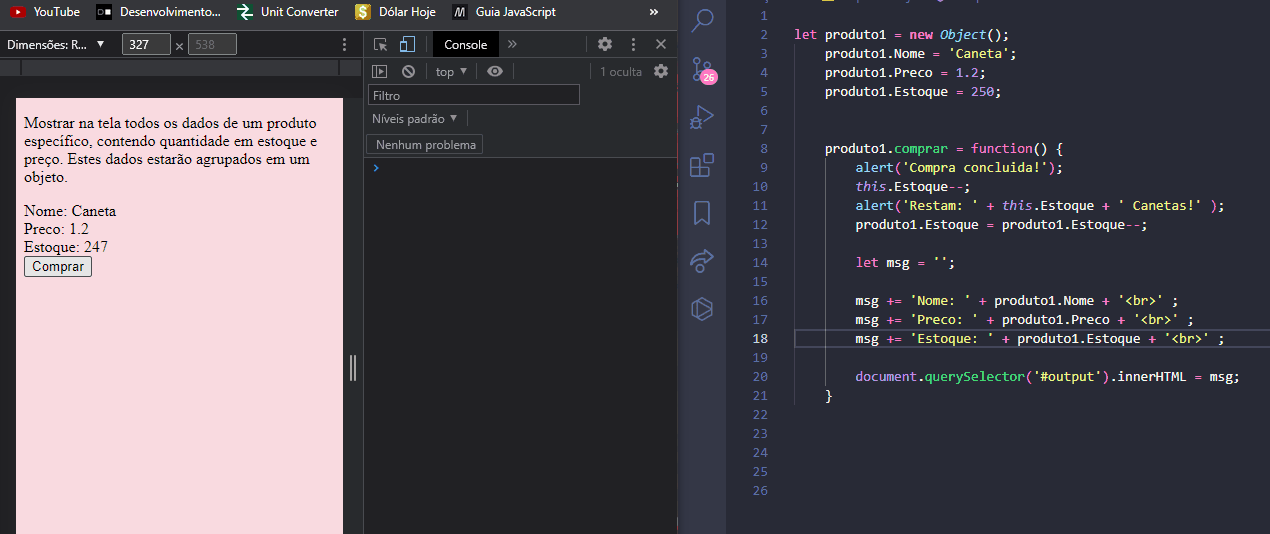 YouTube
Desenvolvimento...
Unit Converter
$ Dólar Hoje
M Guia JavaScript
»
Dimensões: R... ▼ 327 × 538
Console »
top ▼
1 oculta
Filtro
Níveis padrão ▼
Nenhum problema
›
Mostrar na tela todos os dados de um produto
específico, contendo quantidade em estoque e
preço. Estes dados estarão agrupados em um
objeto.
Nome: Caneta
Preco: 1.2
Estoque: 247
Comprar
26
1
2 let produto1 = new Object();
3 produto1.Nome = 'Caneta';
4 produto1.Preco = 1.2;
5 produto1.Estoque = 250;
6
7
8 produto1.comprar = function() {
9 alert('Compra concluida!');
10 this.Estoque--;
11 alert('Restam: ' + this.Estoque + ' Canetas!' );
12 produto1.Estoque = produto1.Estoque--;
13
14 let msg = '';
15
16 msg += 'Nome: ' + produto1.Nome + '<br>' ;
17 msg += 'Preco: ' + produto1.Preco + '<br>' ;
18 msg += 'Estoque: ' + produto1.Estoque + '<br>' ;
19
20 document.querySelector('#output').innerHTML = msg;
21 }
22
23
24
25
26